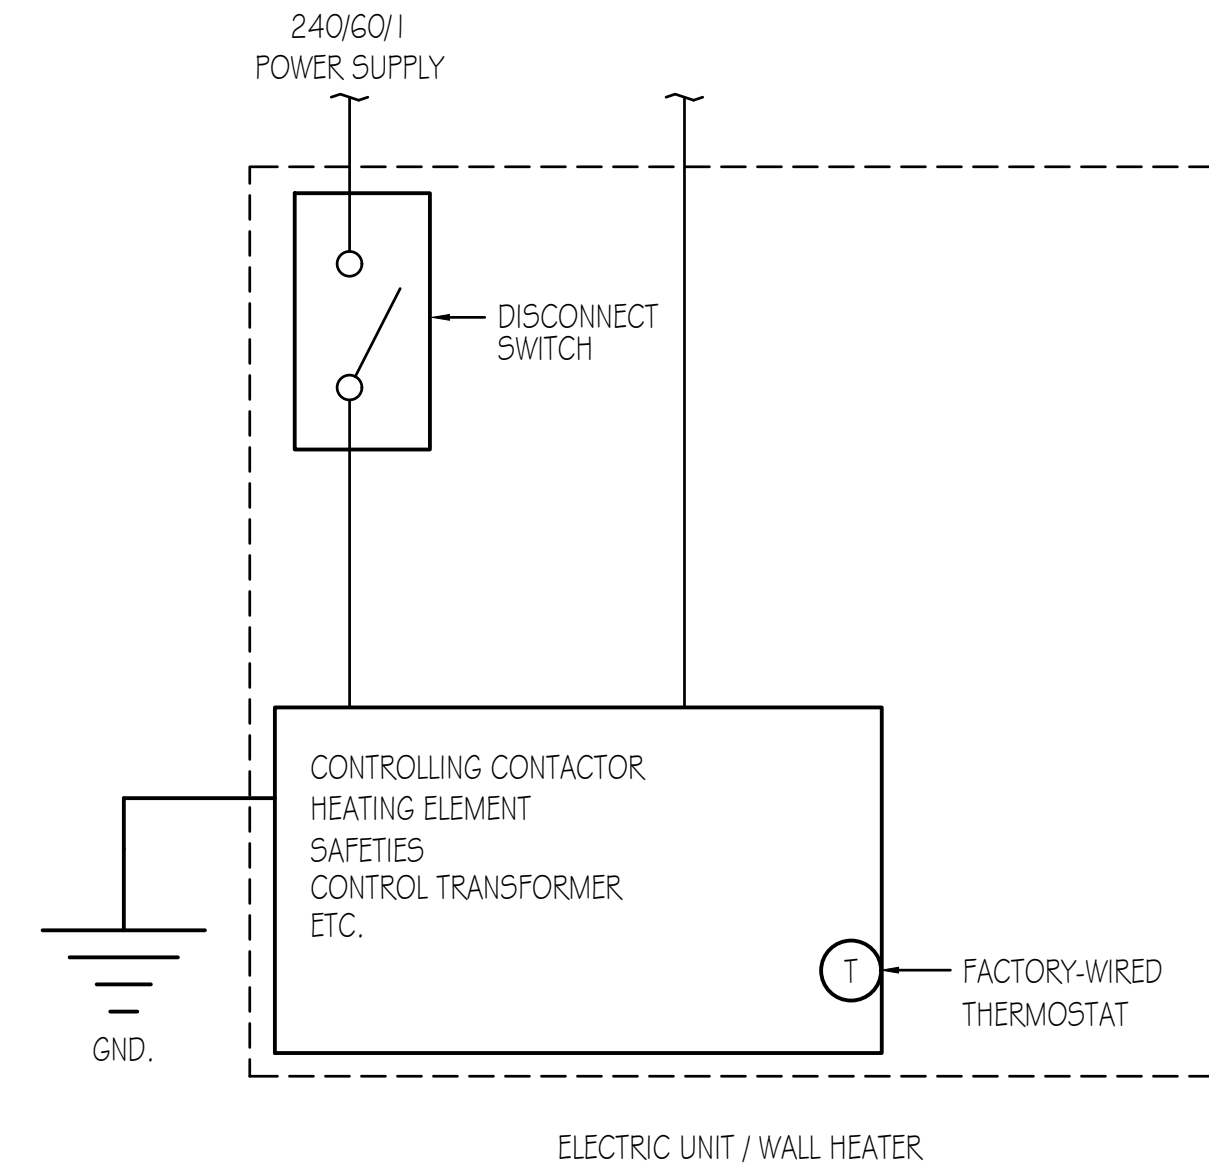 240/60/1
POWER SUPPLY
DISCONNECT
SWITCH
CONTROLLING CONTACTOR
HEATING ELEMENT
SAFETIES
CONTROL TRANSFORMER
ETC.
T
FACTORY-WIRED
THERMOSTAT
GND.
ELECTRIC UNIT / WALL HEATER